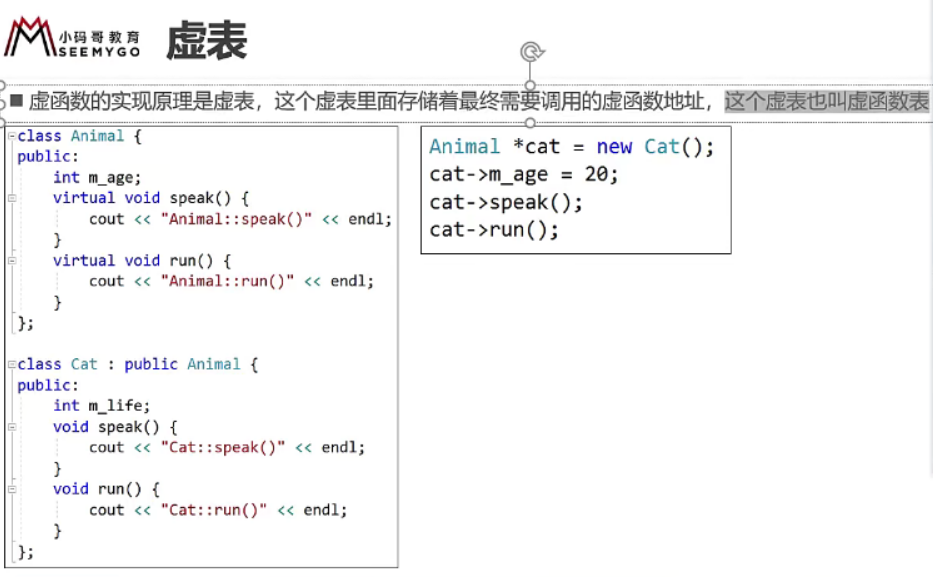 小码哥教育
SEEMYGO
虚表
■ 虚函数的实现原理是虚表，这个虚表里面存储着最终需要调用的虚函数地址，这个虚表也叫虚函数表
class Animal {
public:
    int m_age;
    virtual void speak() {
        cout << "Animal::speak()" << endl;
    }
    virtual void run() {
        cout << "Animal::run()" << endl;
    }
};
class Cat : public Animal {
public:
    int m_life;
    void speak() {
        cout << "Cat::speak()" << endl;
    }
    void run() {
        cout << "Cat::run()" << endl;
    }
};
Animal *cat = new Cat();
cat->m_age = 20;
cat->speak();
cat->run();